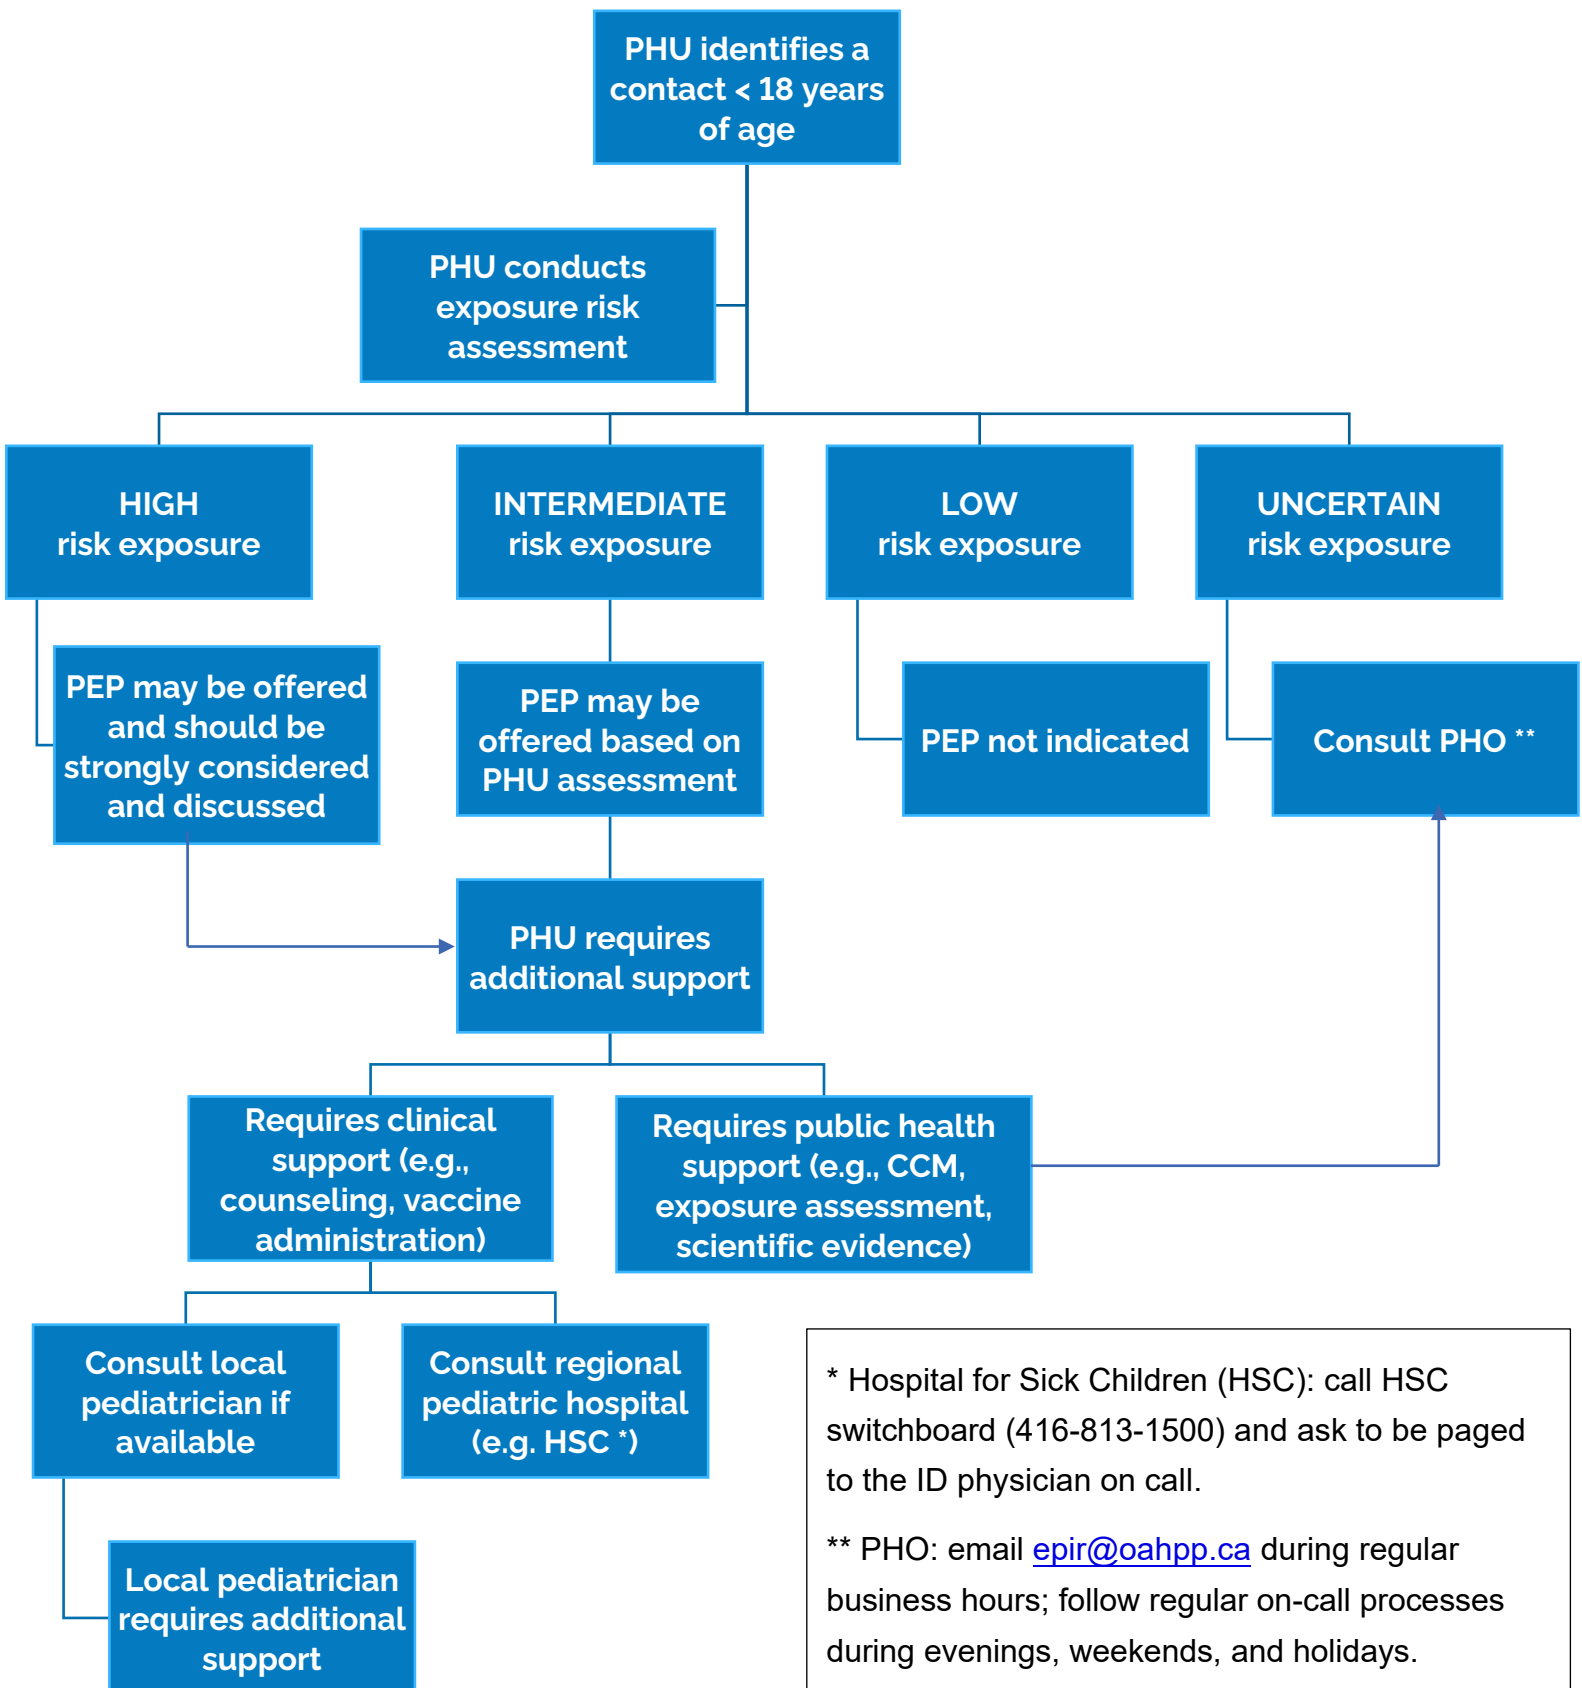 PHU identifies a
contact < 18 years
of age
PHU conducts
exposure risk
assessment
HIGH
risk exposure
INTERMEDIATE
risk exposure
LOW
risk exposure
UNCERTAIN
risk exposure
PEP may be offered
and should be
strongly considered
and discussed
PEP may be
offered based on
PHU assessment
PEP not indicated
Consult PHO **
PHU requires
additional support
Requires clinical
support (e.g.,
counseling, vaccine
administration)
Requires public health
support (e.g., CCM,
exposure assessment,
scientific evidence)
Consult local
pediatrician if
available
Consult regional
pediatric hospital
(e.g. HSC *)
Local pediatrician
requires additional
support
* Hospital for Sick Children (HSC): call HSC
switchboard (416-813-1500) and ask to be paged
to the ID physician on call.
** PHO: email epir@oahpp.ca during regular
business hours; follow regular on-call processes
during evenings, weekends, and holidays.